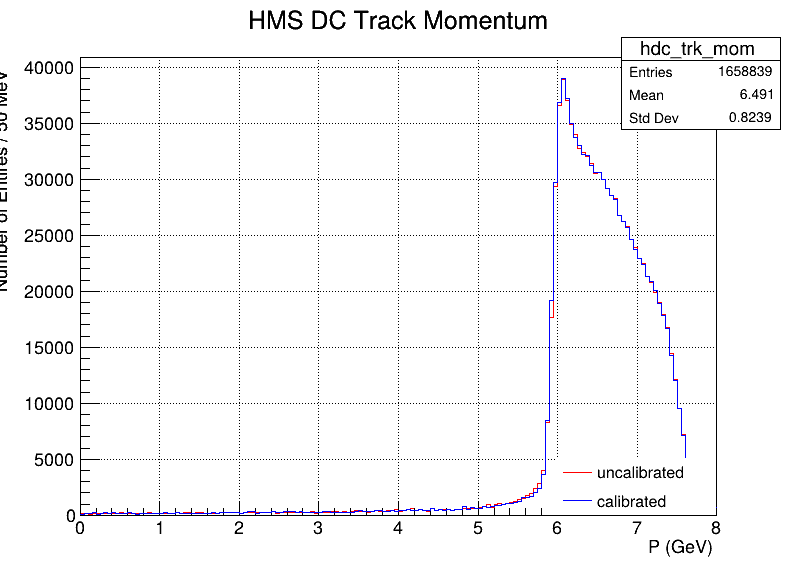 HMS DC Track Momentum
hdc_trk_mom
Entries 1658839
Mean 6.491
Std Dev 0.8239
Number of Entires / 50 MeV
40000
35000
30000
25000
20000
15000
10000
5000
0
uncalibrated
calibrated
0 1 2 3 4 5 6 7 8
P (GeV)